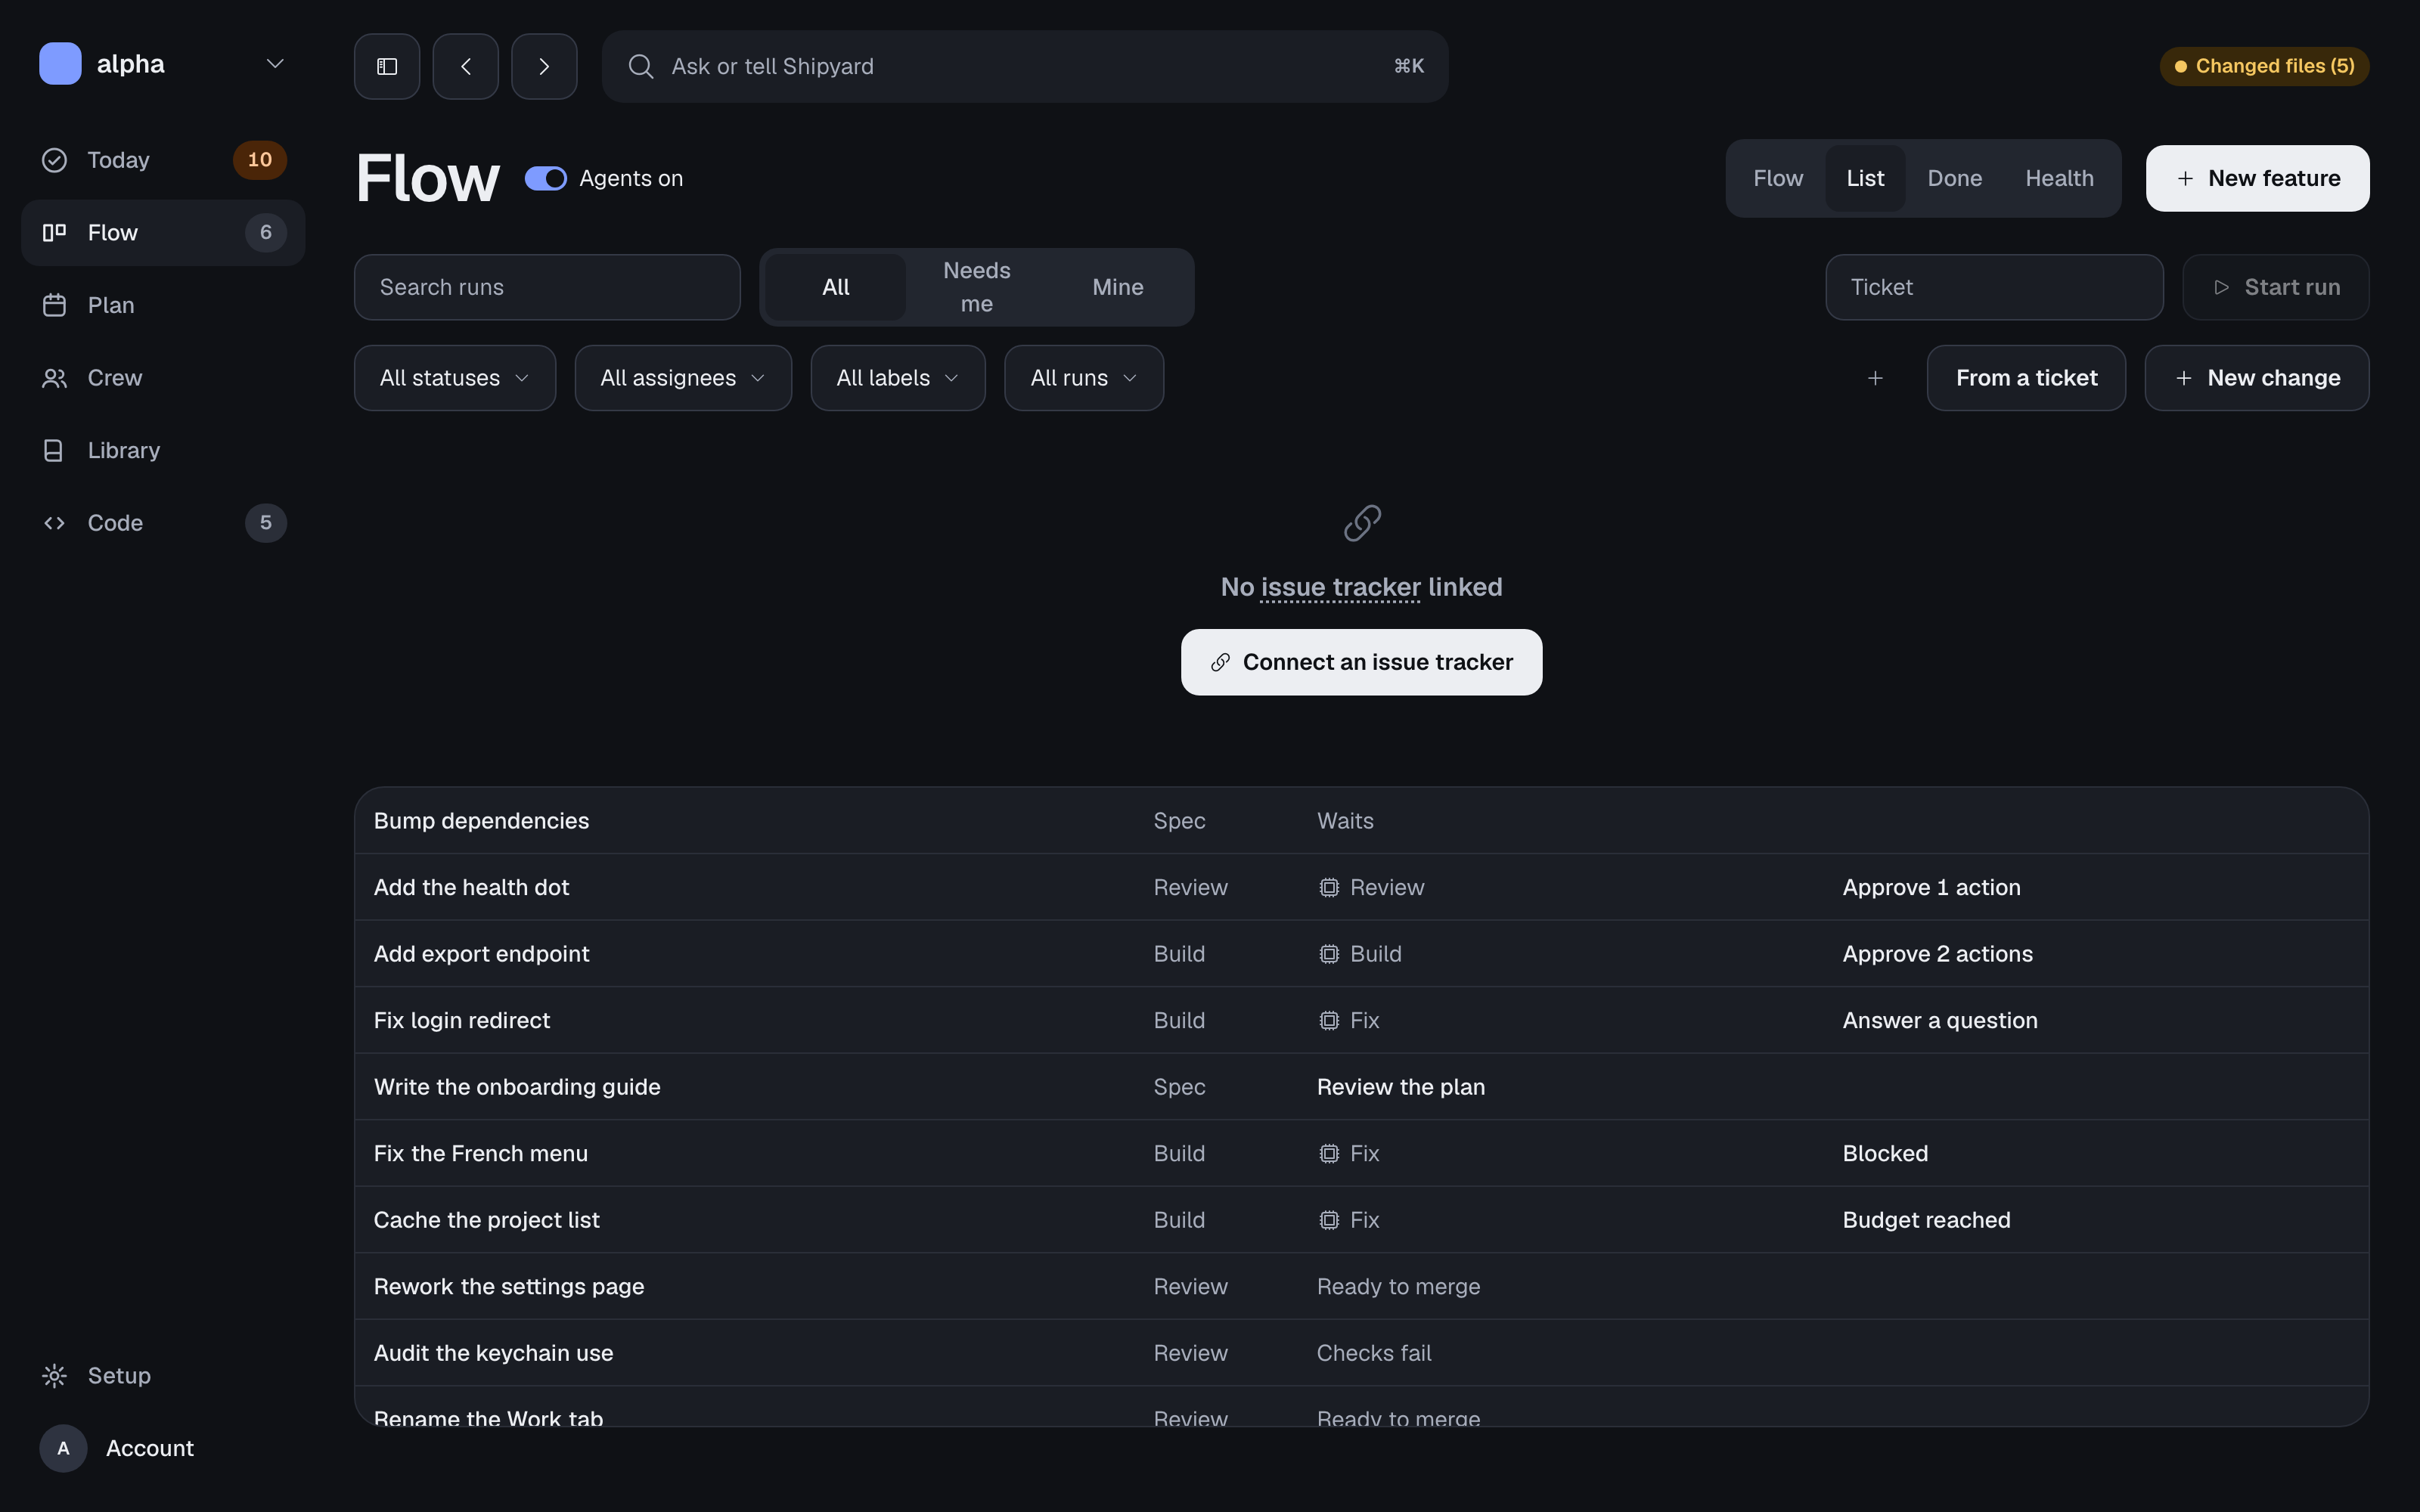 alpha
Ask or tell Shipyard
⌘K
Changed files (5)
Today
10
Flow
6
Plan
Crew
Library
Code
5
Setup
A
Account
Flow
Agents on
Flow
List
Done
Health
New feature
Search runs
All
Needs
me
Mine
Ticket
Start run
All statuses
All assignees
All labels
All runs
From a ticket
New change
No issue tracker linked
Connect an issue tracker
Bump dependencies Spec Waits
Add the health dot Review Review Approve 1 action
Add export endpoint Build Build Approve 2 actions
Fix login redirect Build Fix Answer a question
Write the onboarding guide Spec Review the plan
Fix the French menu Build Fix Blocked
Cache the project list Build Fix Budget reached
Rework the settings page Review Ready to merge
Audit the keychain use Review Checks fail
Rename the Work tab Review Ready to merge